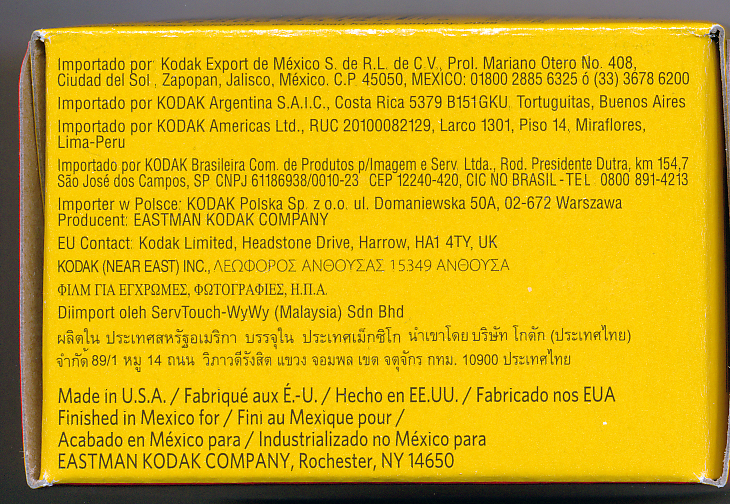 Importado por: Kodak Export de México S. de R.L. de C.V., Prol. Mariano Otero No. 408,
Ciudad del Sol, Zapopan, Jalisco, México. C.P. 45050, MEXICO: 01800 2885 6325 ó (33) 3678 6200
Importado por KODAK Argentina S.A.I.C., Costa Rica 5379 B151GKU. Tortuguitas, Buenos Aires
Importado por KODAK Americas Ltd., RUC 20100082129, Larco 1301, Piso 14, Miraflores,
Lima-Peru
Importado por KODAK Brasileira Com. de Produtos p/Imagem e Serv. Ltda., Rod. Presidente Dutra, km 154,7
São José dos Campos, SP CNPJ 61186938/0010-23 CEP 12240-420, CIC NO BRASIL - TEL 0800 891-4213
Importer w Polsce: KODAK Polska Sp. z o.o. ul. Domaniewska 50A, 02-672 Warszawa
Producent: EASTMAN KODAK COMPANY
EU Contact: Kodak Limited, Headstone Drive, Harrow, HA1 4TY, UK
KODAK (NEAR EAST) INC., ΛΕΩΦΟΡΟΣ ΑΝΘΟΥΣΑΣ 15349 ΑΝΘΟΥΣΑ
ΦΙΛΜ ΓΙΑ ΕΓΧΡΩΜΕΣ, ΦΩΤΟΓΡΑΦΙΕΣ, Η.Π.Α.
Diimport oleh ServTouch-WyWy (Malaysia) Sdn Bhd
ผลิตใน ประเทศสหรัฐอเมริกา บรรจุใน ประเทศเม็กซิโก นำเขาโดย บริษัท โกดัก (ประเทศไทย)
จำกัด 89/1 หมู 14 ถนน วิภาวดีรังสิต แขวง จอมพล เขต จตุจักร กทม. 10900 ประเทศไทย
Made in U.S.A. / Fabriqué aux É.-U. / Hecho en EE.UU. / Fabricado nos EUA
Finished in Mexico for / Fini au Mexique pour /
Acabado en México para / Industrializado no México para
EASTMAN KODAK COMPANY, Rochester, NY 14650